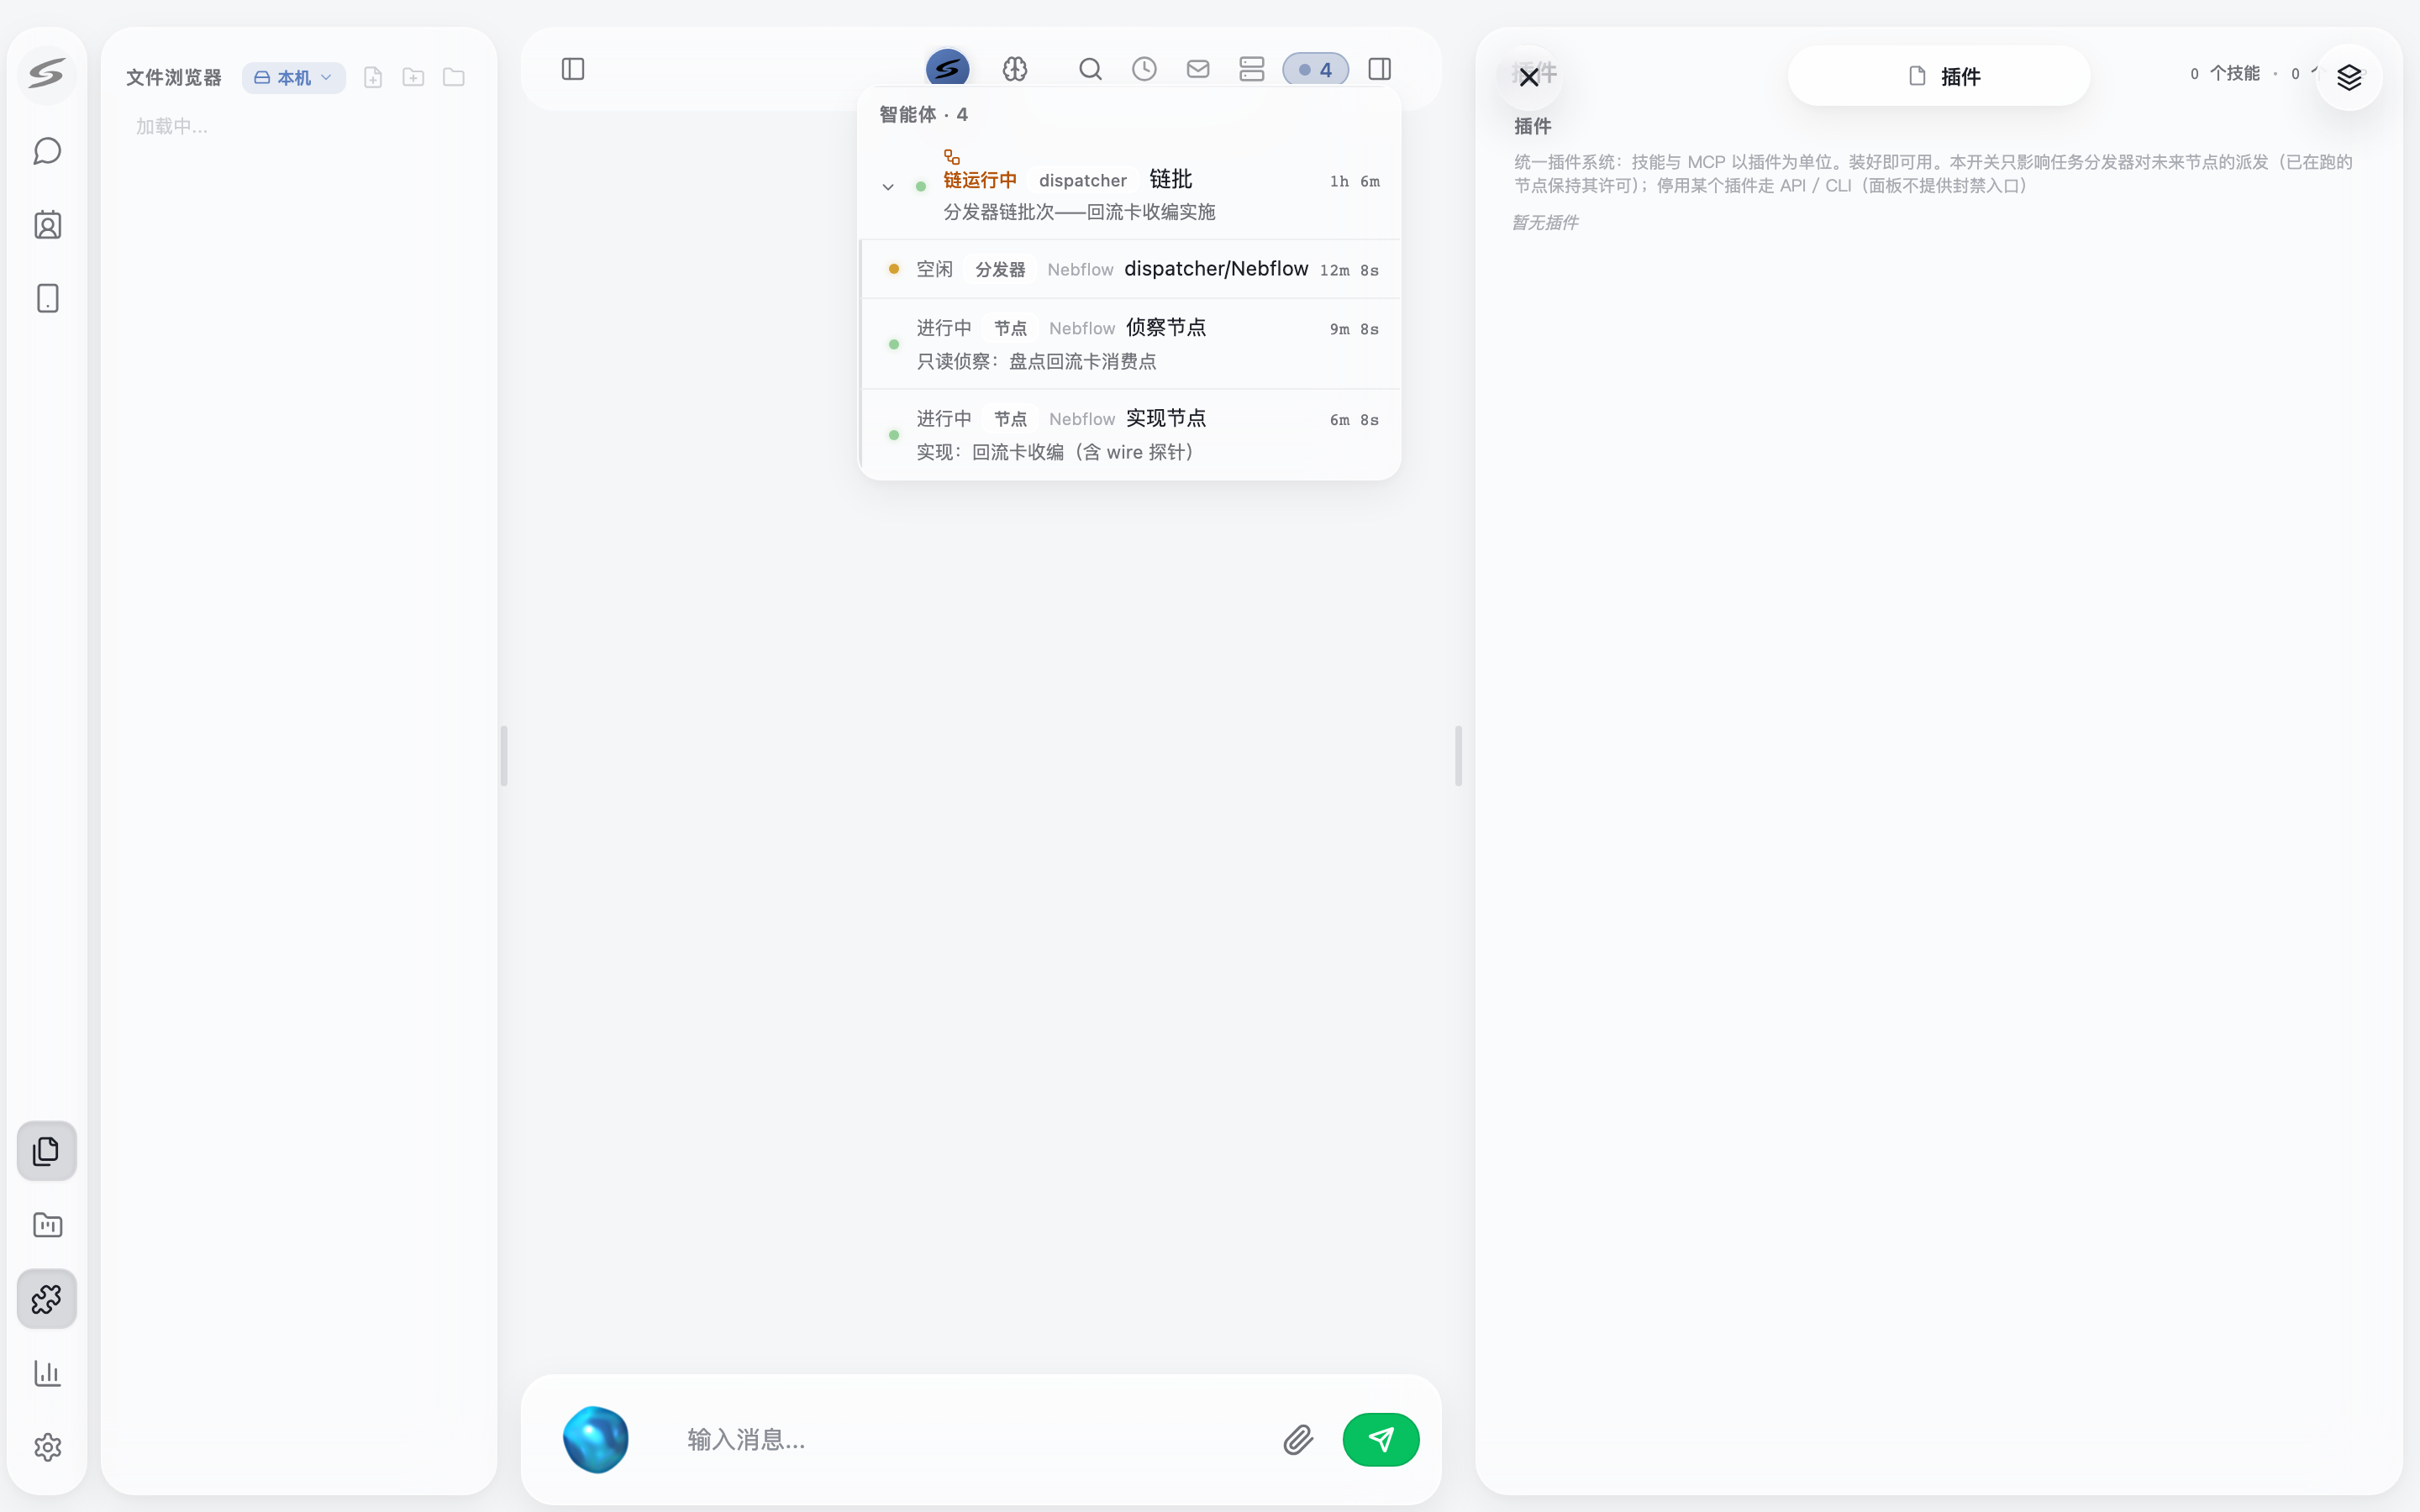 文件浏览器 本机
加载中...
4
智能体 · 4
链运行中 dispatcher 链批 1h 6m
分发器链批次——回流卡收编实施
空闲 分发器 Nebflow dispatcher/Nebflow 12m 8s
进行中 节点 Nebflow 侦察节点 9m 8s
只读侦察：盘点回流卡消费点
进行中 节点 Nebflow 实现节点 6m 8s
实现：回流卡收编（含 wire 探针）
输入消息...
插件 插件 0 个技能 · 0
插件
统一插件系统：技能与 MCP 以插件为单位。装好即可用。本开关只影响任务分发器对未来节点的派发（已在跑的
节点保持其许可）；停用某个插件走 API / CLI（面板不提供封禁入口）
暂无插件